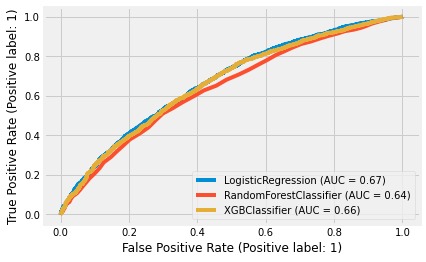 1.0
0.8
0.6
0.4
0.2
0.0
True Positive Rate (Positive label: 1)
LogisticRegression (AUC = 0.67)
RandomForestClassifier (AUC = 0.64)
XGBClassifier (AUC = 0.66)
0.0 0.2 0.4 0.6 0.8 1.0
False Positive Rate (Positive label: 1)